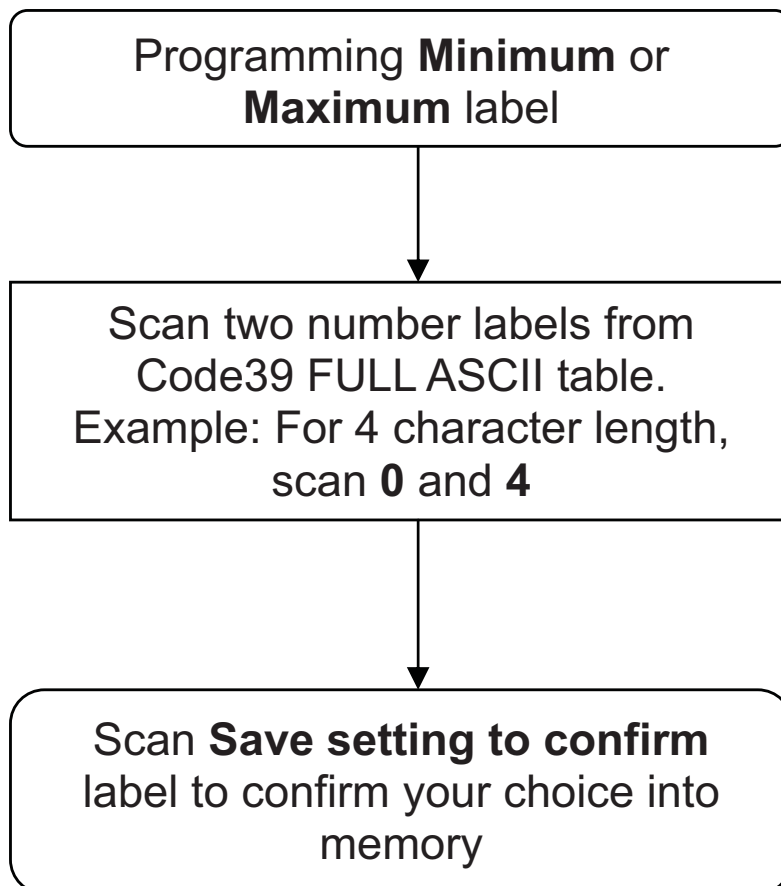 Programming Minimum or
Maximum label
Scan two number labels from
Code39 FULL ASCII table.
Example: For 4 character length,
scan 0 and 4
Scan Save setting to confirm
label to confirm your choice into
memory